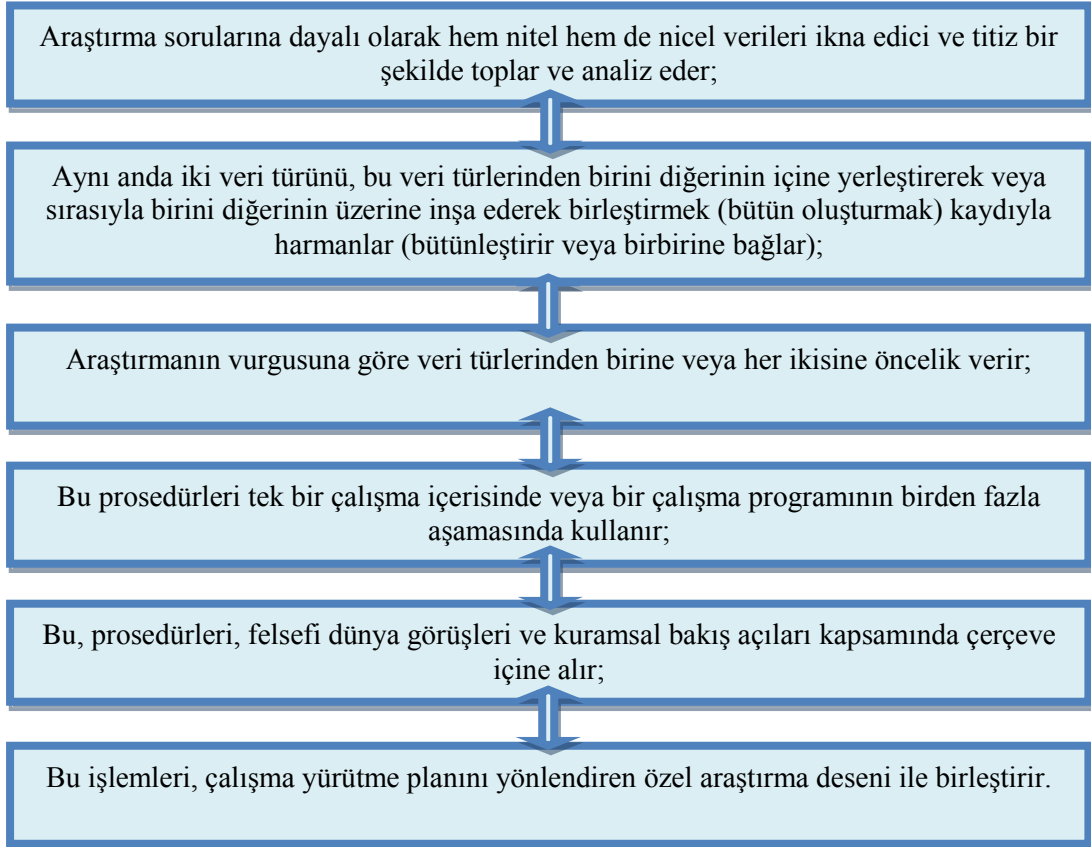 Araştırma sorularına dayalı olarak hem nitel hem de nicel verileri ikna edici ve titiz bir
şekilde toplar ve analiz eder;
Aynı anda iki veri türünü, bu veri türlerinden birini diğerinin içine yerleştirerek veya
sırasıyla birini diğerinin üzerine inşa ederek birleştirmek (bütün oluşturmak) kaydıyla
harmanlar (bütünleştirir veya birbirine bağlar);
Araştırmanın vurgusuna göre veri türlerinden birine veya her ikisine öncelik verir;
Bu prosedürleri tek bir çalışma içerisinde veya bir çalışma programının birden fazla
aşamasında kullanır;
Bu, prosedürleri, felsefi dünya görüşleri ve kuramsal bakış açıları kapsamında çerçeve
içine alır;
Bu işlemleri, çalışma yürütme planını yönlendiren özel araştırma deseni ile birleştirir.